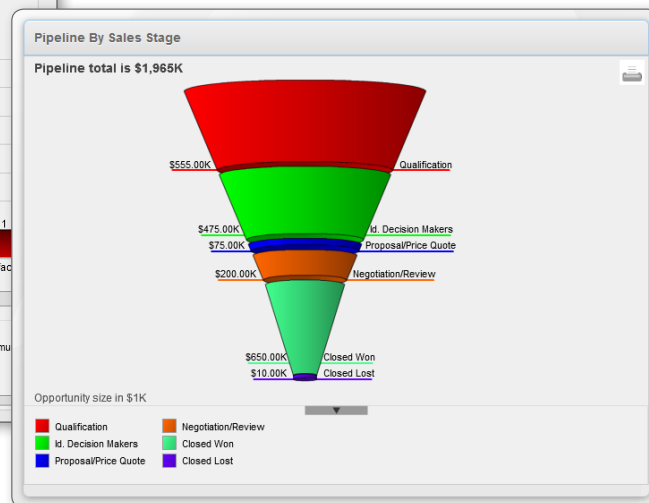 Pipeline By Sales Stage
Pipeline total is $1,965K
$555.00K Qualification
$475.00K Id. Decision Makers
$75.00K Proposal/Price Quote
$200.00K Negotiation/Review
$650.00K Closed Won
$10.00K Closed Lost
Opportunity size in $1K
Qualification Negotiation/Review
Id. Decision Makers Closed Won
Proposal/Price Quote Closed Lost
1